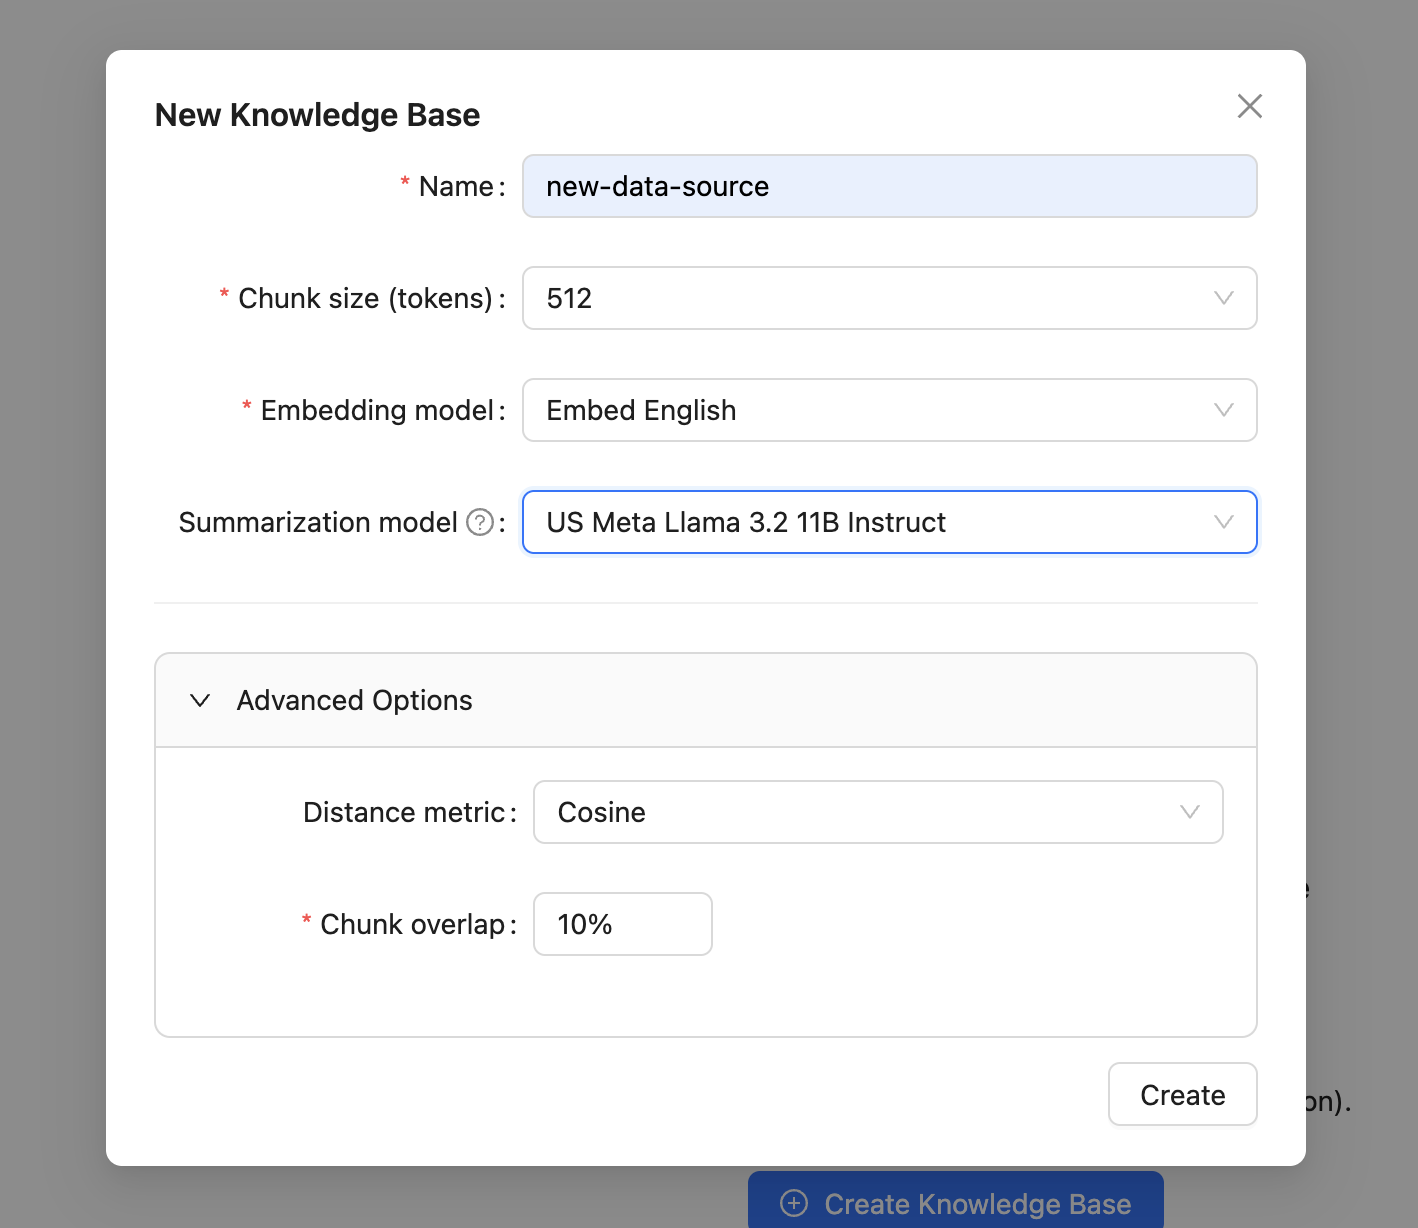 New Knowledge Base
* Name:
new-data-source
* Chunk size (tokens):
512
* Embedding model:
Embed English
Summarization model ?:
US Meta Llama 3.2 11B Instruct
Advanced Options
Distance metric:
Cosine
* Chunk overlap:
10%
Create
on).
Create Knowledge Base